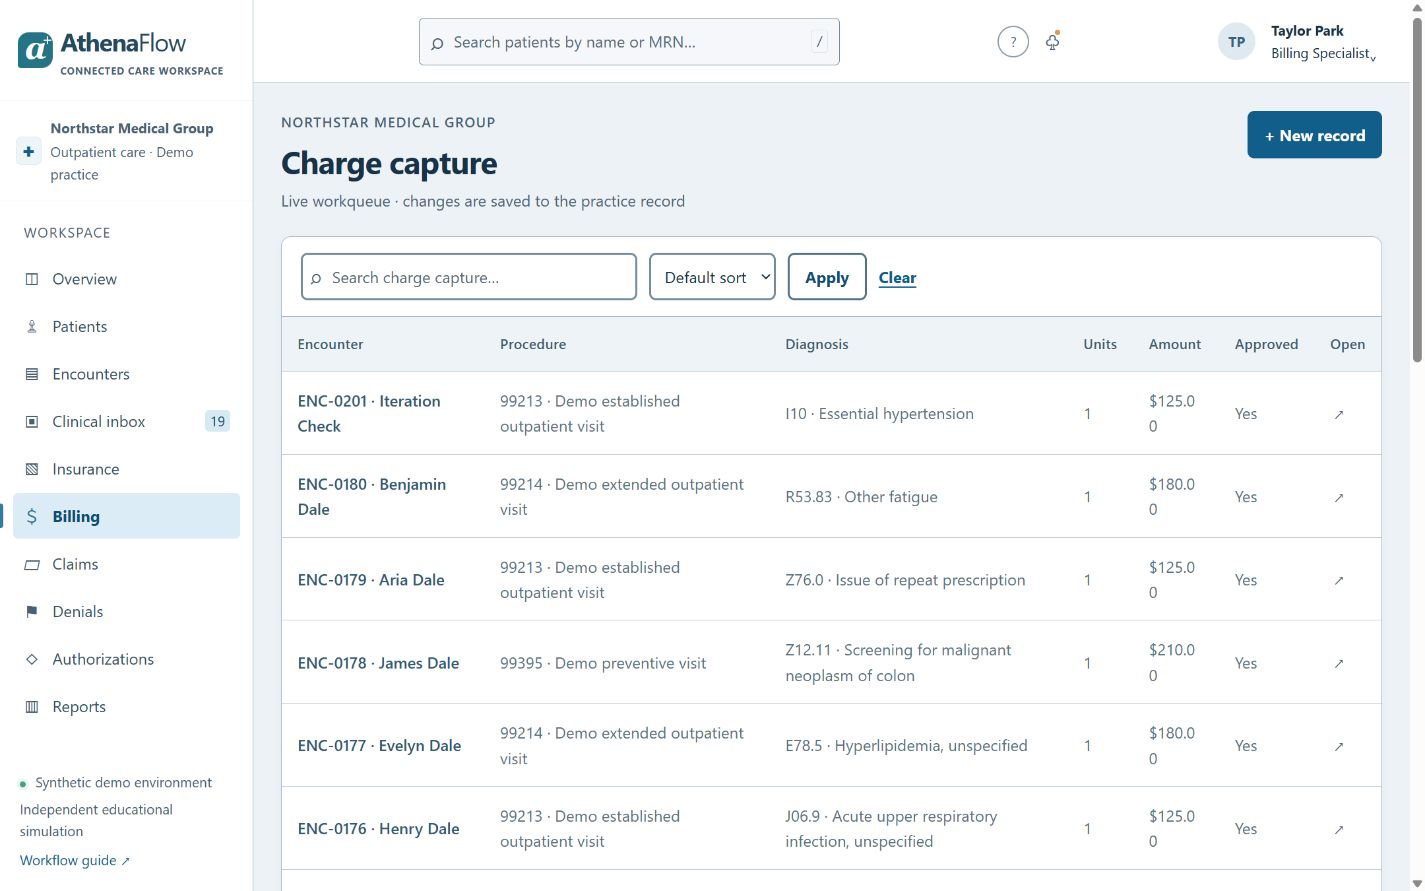 a+ AthenaFlow
CONNECTED CARE WORKSPACE
Search patients by name or MRN... /
?
TP
Taylor Park
Billing Specialist
Northstar Medical Group
Outpatient care · Demo
practice
WORKSPACE
Overview
Patients
Encounters
Clinical inbox 19
Insurance
$ Billing
Claims
Denials
Authorizations
Reports
Synthetic demo environment
Independent educational
simulation
Workflow guide ↗
NORTHSTAR MEDICAL GROUP
Charge capture
Live workqueue · changes are saved to the practice record
+ New record
Search charge capture... Default sort Apply Clear
Encounter Procedure Diagnosis Units Amount Approved Open
ENC-0201 · Iteration
Check
99213 · Demo established
outpatient visit
I10 · Essential hypertension
1
$125.0
0
Yes
↗
ENC-0180 · Benjamin
Dale
99214 · Demo extended outpatient
visit
R53.83 · Other fatigue
1
$180.0
0
Yes
↗
ENC-0179 · Aria Dale
99213 · Demo established
outpatient visit
Z76.0 · Issue of repeat prescription
1
$125.0
0
Yes
↗
ENC-0178 · James Dale
99395 · Demo preventive visit
Z12.11 · Screening for malignant
neoplasm of colon
1
$210.0
0
Yes
↗
ENC-0177 · Evelyn Dale
99214 · Demo extended outpatient
visit
E78.5 · Hyperlipidemia, unspecified
1
$180.0
0
Yes
↗
ENC-0176 · Henry Dale
99213 · Demo established
outpatient visit
J06.9 · Acute upper respiratory
infection, unspecified
1
$125.0
0
Yes
↗